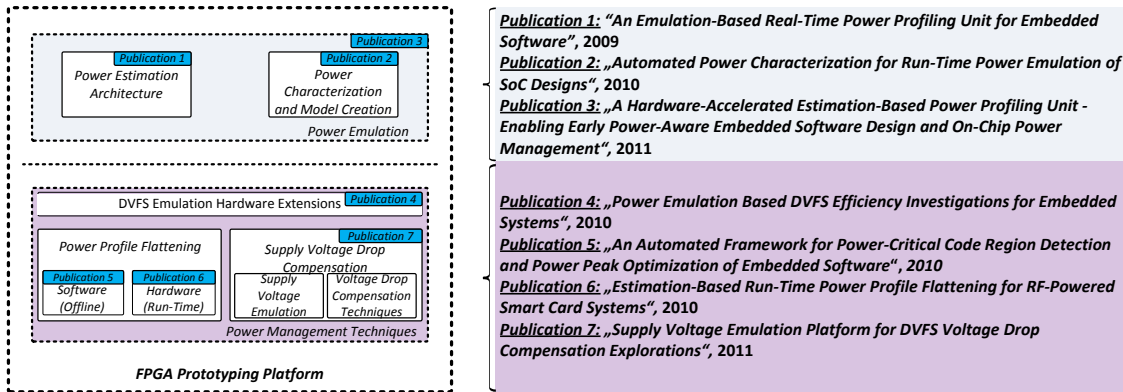 Publication 3
Publication 1
Power Estimation
Architecture
Publication 2
Power
Characterization
and Model Creation
Power Emulation
DVFS Emulation Hardware Extensions
Publication 4
Power Profile Flattening
Publication 5
Software
(Offline)
Publication 6
Hardware
(Run-Time)
Publication 7
Supply Voltage Drop
Compensation
Supply
Voltage
Emulation
Voltage Drop
Compensation
Techniques
Power Management Techniques
FPGA Prototyping Platform
Publication 1: “An Emulation-Based Real-Time Power Profiling Unit for Embedded
Software”, 2009
Publication 2: „Automated Power Characterization for Run-Time Power Emulation of
SoC Designs“, 2010
Publication 3: „A Hardware-Accelerated Estimation-Based Power Profiling Unit -
Enabling Early Power-Aware Embedded Software Design and On-Chip Power
Management“, 2011
Publication 4: „Power Emulation Based DVFS Efficiency Investigations for Embedded
Systems“, 2010
Publication 5: „An Automated Framework for Power-Critical Code Region Detection
and Power Peak Optimization of Embedded Software“, 2010
Publication 6: „Estimation-Based Run-Time Power Profile Flattening for RF-Powered
Smart Card Systems“, 2010
Publication 7: „Supply Voltage Emulation Platform for DVFS Voltage Drop
Compensation Explorations“, 2011